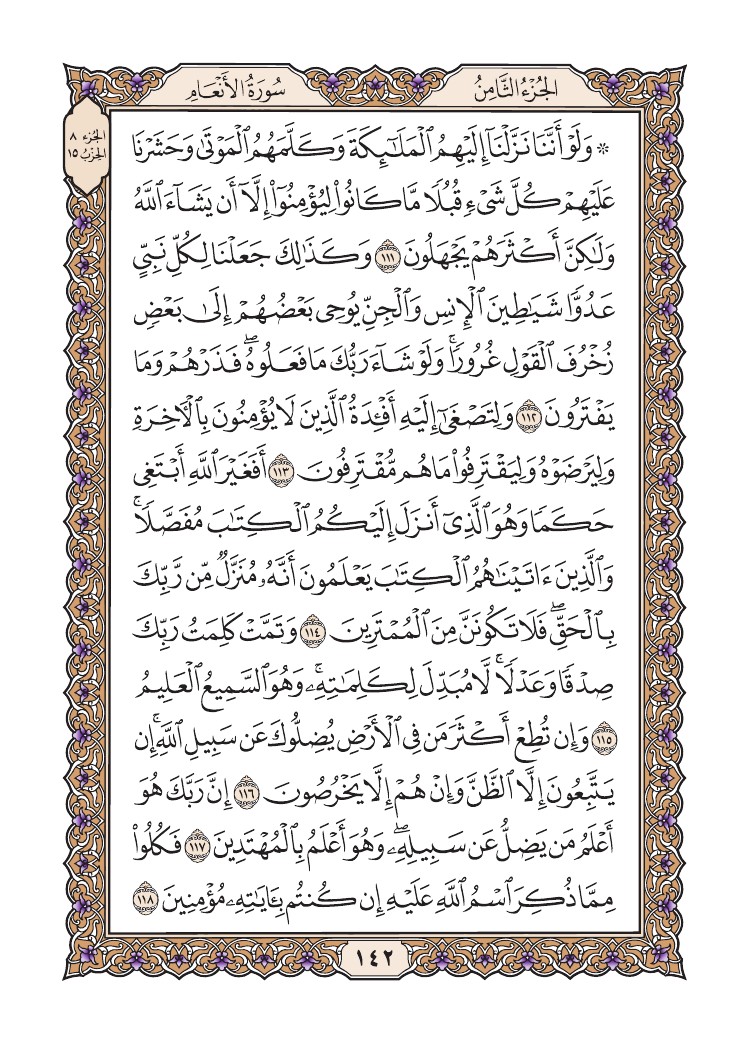 الجُزْءُ الثَّامِنُ
سُورَةُ الأَنْعَامِ
الجُزء ٨
الحِزْبُ ١٥
۞ وَلَوْ أَنَّنَا نَزَّلْنَآ إِلَيْهِمُ ٱلْمَلَـٰٓئِكَةَ وَكَلَّمَهُمُ ٱلْمَوْتَىٰ وَحَشَرْنَا
عَلَيْهِمْ كُلَّ شَىْءٍ قُبُلًا مَّا كَانُوا۟ لِيُؤْمِنُوٓا۟ إِلَّآ أَن يَشَآءَ ٱللَّهُ
وَلَـٰكِنَّ أَكْثَرَهُمْ يَجْهَلُونَ ١١١ وَكَذَٰلِكَ جَعَلْنَا لِكُلِّ نَبِىٍّ
عَدُوًّا شَيَـٰطِينَ ٱلْإِنسِ وَٱلْجِنِّ يُوحِى بَعْضُهُمْ إِلَىٰ بَعْضٍ
زُخْرُفَ ٱلْقَوْلِ غُرُورًا ۚ وَلَوْ شَآءَ رَبُّكَ مَا فَعَلُوهُ ۖ فَذَرْهُمْ وَمَا
يَفْتَرُونَ ١١٢ وَلِتَصْغَىٰٓ إِلَيْهِ أَفْـِٔدَةُ ٱلَّذِينَ لَا يُؤْمِنُونَ بِٱلْـَٔاخِرَةِ
وَلِيَرْضَوْهُ وَلِيَقْتَرِفُوا۟ مَا هُم مُّقْتَرِفُونَ ١١٣ أَفَغَيْرَ ٱللَّهِ أَبْتَغِى
حَكَمًا وَهُوَ ٱلَّذِىٓ أَنزَلَ إِلَيْكُمُ ٱلْكِتَـٰبَ مُفَصَّلًا ۚ
وَٱلَّذِينَ ءَاتَيْنَـٰهُمُ ٱلْكِتَـٰبَ يَعْلَمُونَ أَنَّهُۥ مُنَزَّلٌ مِّن رَّبِّكَ
بِٱلْحَقِّ ۖ فَلَا تَكُونَنَّ مِنَ ٱلْمُمْتَرِينَ ١١٤ وَتَمَّتْ كَلِمَتُ رَبِّكَ
صِدْقًا وَعَدْلًا ۚ لَّا مُبَدِّلَ لِكَلِمَـٰتِهِۦ ۚ وَهُوَ ٱلسَّمِيعُ ٱلْعَلِيمُ
١١٥ وَإِن تُطِعْ أَكْثَرَ مَن فِى ٱلْأَرْضِ يُضِلُّوكَ عَن سَبِيلِ ٱللَّهِ ۚ إِن
يَتَّبِعُونَ إِلَّا ٱلظَّنَّ وَإِنْ هُمْ إِلَّا يَخْرُصُونَ ١١٦ إِنَّ رَبَّكَ هُوَ
أَعْلَمُ مَن يَضِلُّ عَن سَبِيلِهِۦ ۖ وَهُوَ أَعْلَمُ بِٱلْمُهْتَدِينَ ١١٧ فَكُلُوا۟
مِمَّا ذُكِرَ ٱسْمُ ٱللَّهِ عَلَيْهِ إِن كُنتُم بِـَٔايَـٰتِهِۦ مُؤْمِنِينَ ١١٨
١٤٢